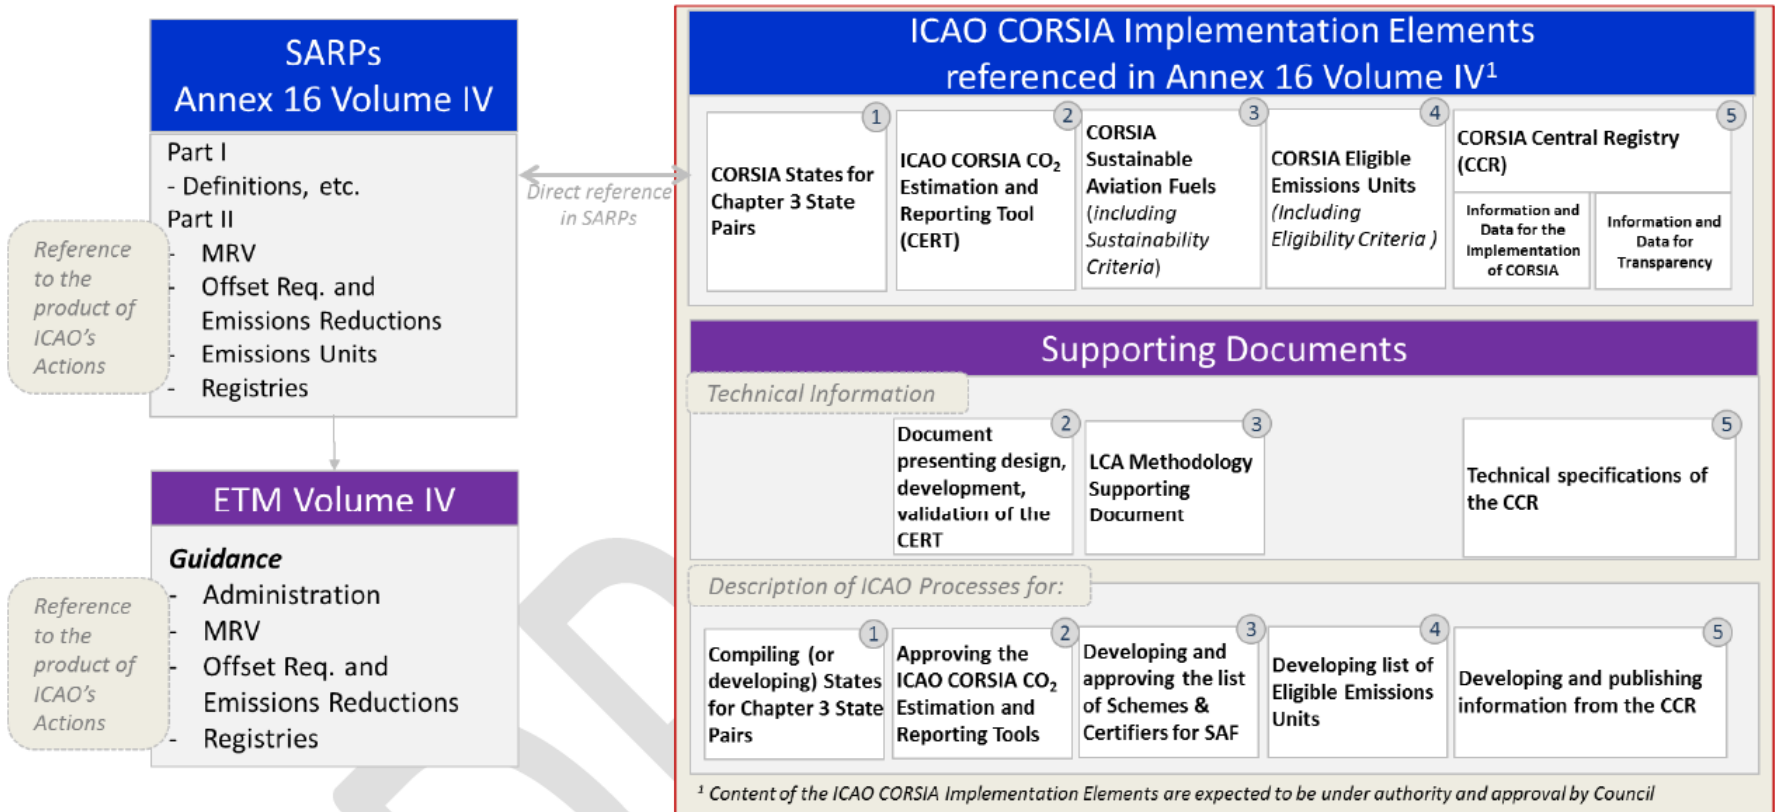 SARPs
Annex 16 Volume IV
Part I
- Definitions, etc.
Part II
- MRV
- Offset Req. and
Emissions Reductions
- Emissions Units
- Registries
Reference
to the
product of
ICAO's
Actions
Direct reference
in SARPs
ETM Volume IV
Guidance
- Administration
- MRV
- Offset Req. and
Emissions Reductions
- Registries
Reference
to the
product of
ICAO's
Actions
ICAO CORSIA Implementation Elements
referenced in Annex 16 Volume IV¹
1
CORSIA States for
Chapter 3 State
Pairs
2
ICAO CORSIA CO₂
Estimation and
Reporting Tool
(CERT)
3
CORSIA
Sustainable
Aviation Fuels
(including
Sustainability
Criteria)
4
CORSIA Eligible
Emissions Units
(Including
Eligibility Criteria )
5
CORSIA Central Registry
(CCR)
Information and
Data for the
Implementation
of CORSIA
Information and
Data for
Transparency
Supporting Documents
Technical Information
2
Document
presenting design,
development,
validation of the
CERT
3
LCA Methodology
Supporting
Document
5
Technical specifications of
the CCR
Description of ICAO Processes for:
1
Compiling (or
developing) States
for Chapter 3 State
Pairs
2
Approving the
ICAO CORSIA CO₂
Estimation and
Reporting Tools
3
Developing and
approving the list
of Schemes &
Certifiers for SAF
4
Developing list of
Eligible Emissions
Units
5
Developing and publishing
information from the CCR
¹ Content of the ICAO CORSIA Implementation Elements are expected to be under authority and approval by Council